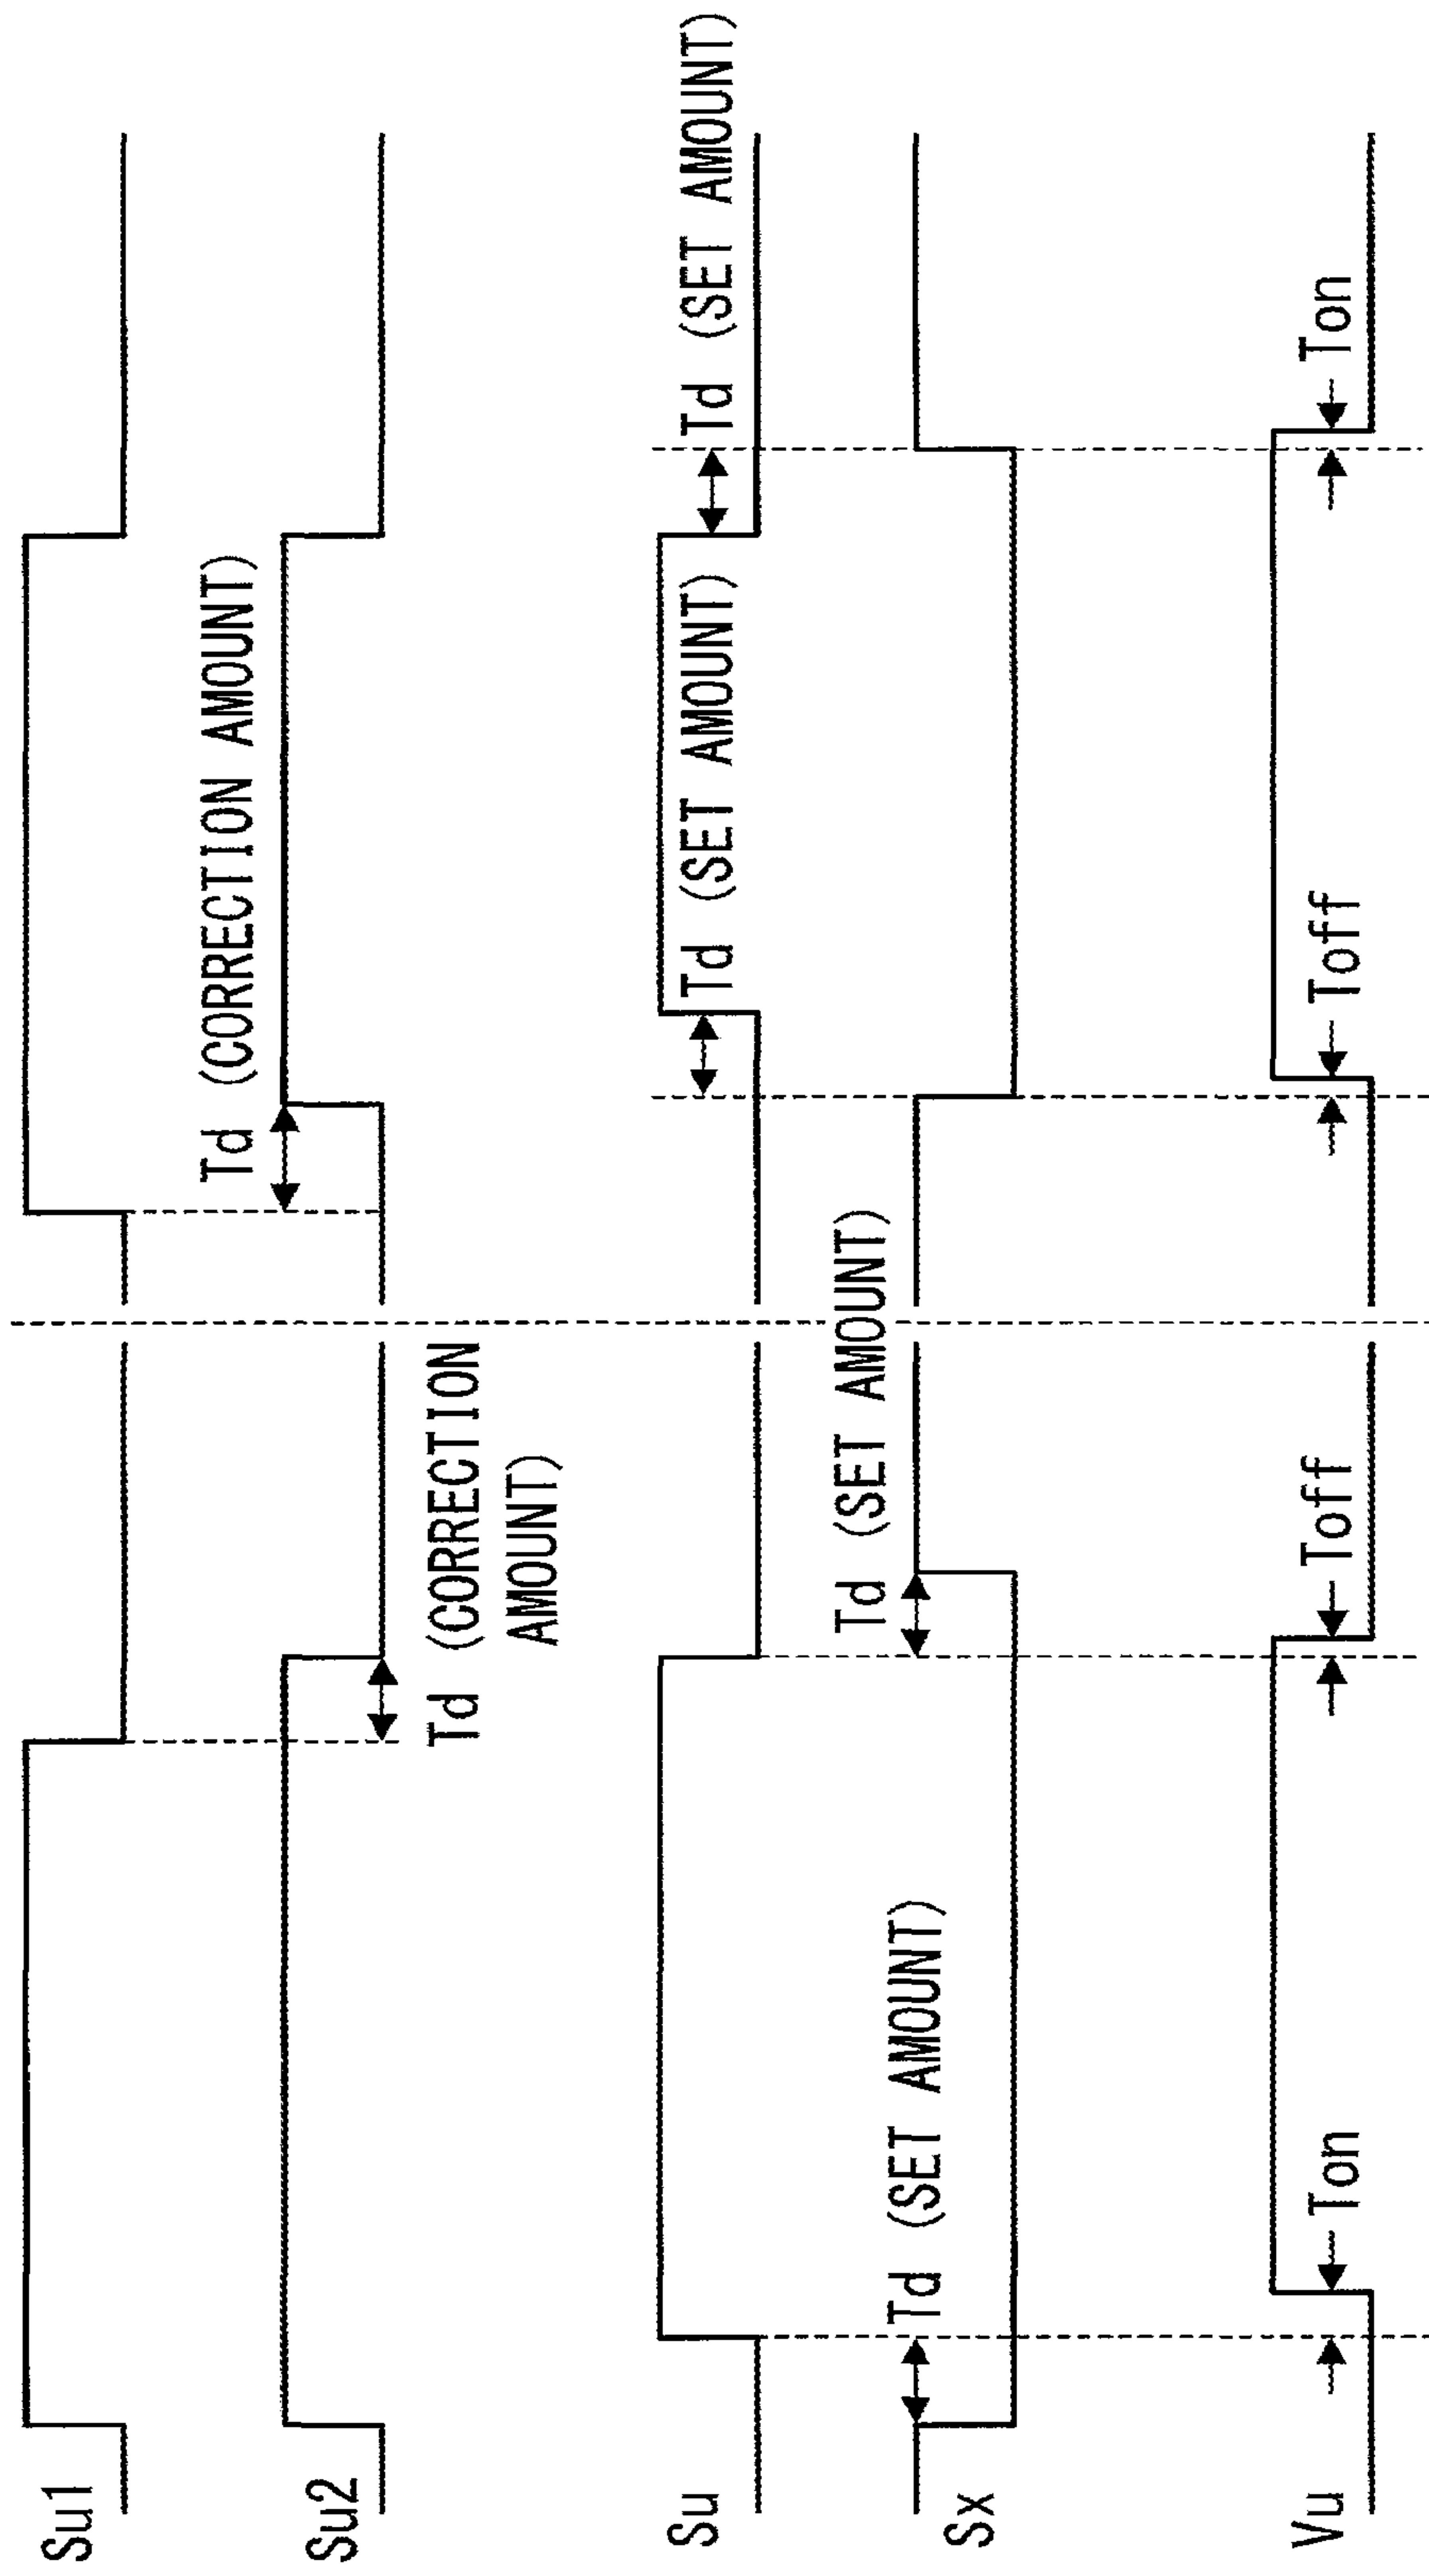 Su1
Td (CORRECTION AMOUNT)
Su2
Td (CORRECTION
AMOUNT)
Td (SET AMOUNT)
Td (SET AMOUNT)
Su
Td (SET AMOUNT)
Td (SET AMOUNT)
Sx
Ton
Toff
Toff
Ton
Vu